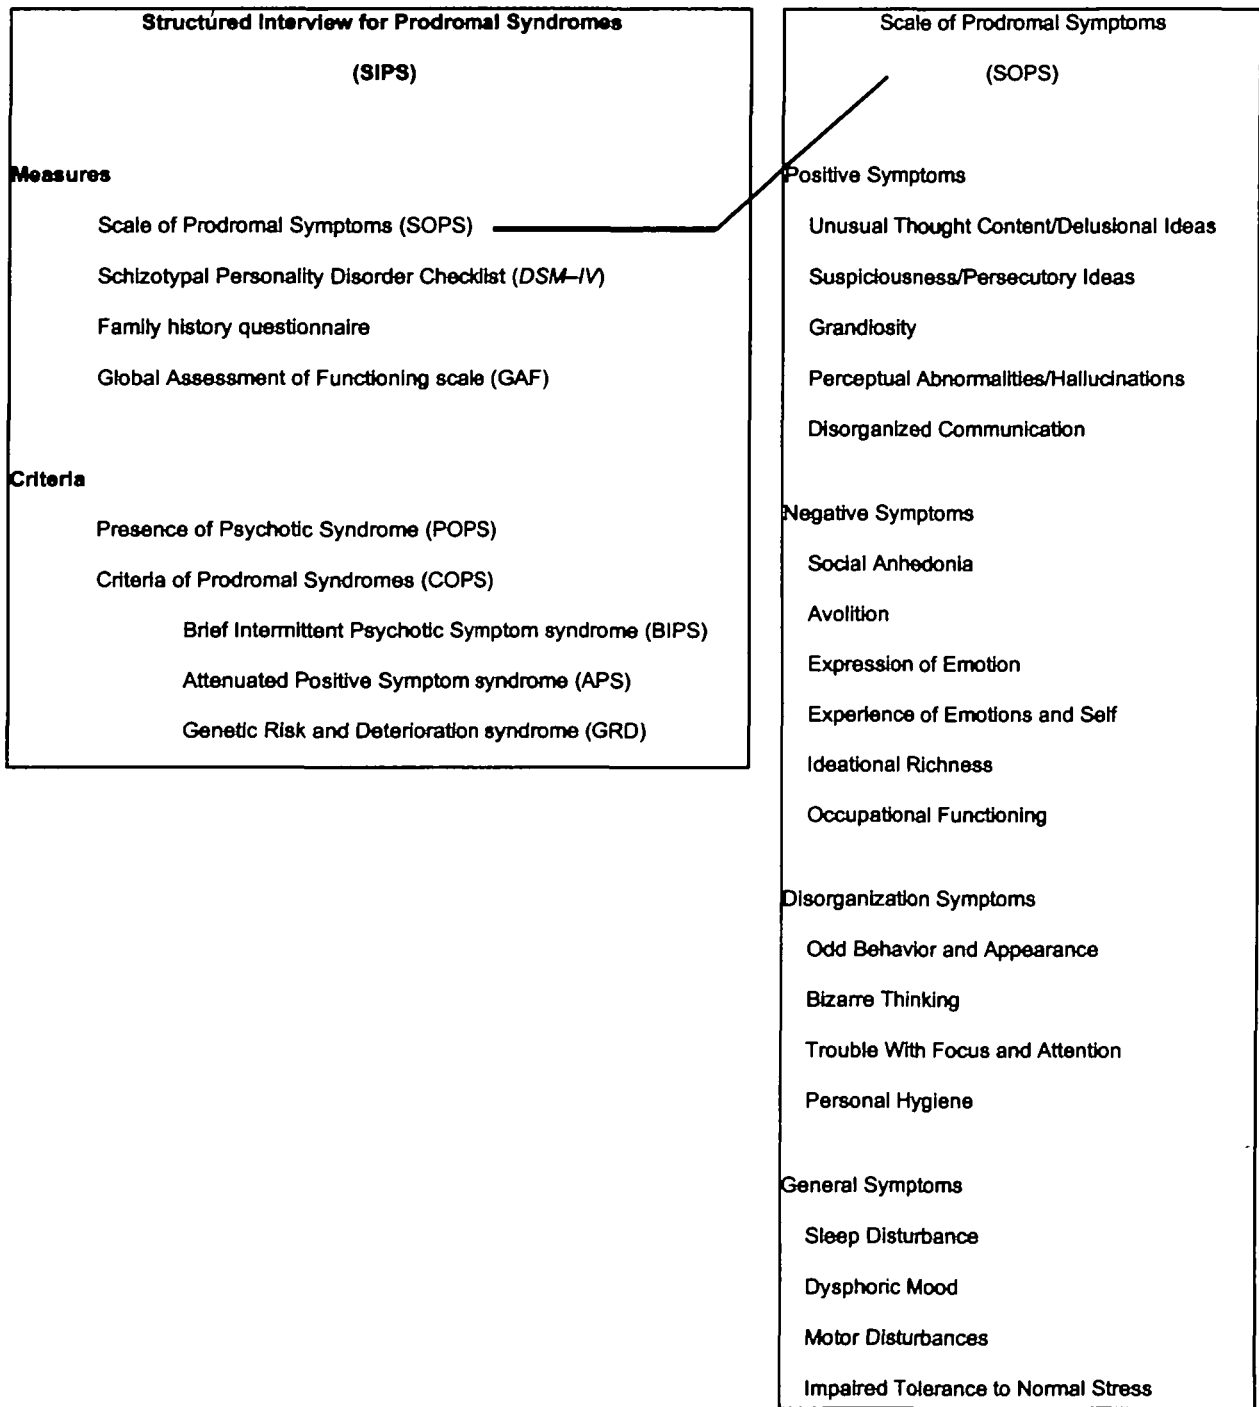 Structured Interview for Prodromal Syndromes
(SIPS)
Measures
Scale of Prodromal Symptoms (SOPS)
Schizotypal Personality Disorder Checklist (DSM–IV)
Family history questionnaire
Global Assessment of Functioning scale (GAF)
Criteria
Presence of Psychotic Syndrome (POPS)
Criteria of Prodromal Syndromes (COPS)
Brief Intermittent Psychotic Symptom syndrome (BIPS)
Attenuated Positive Symptom syndrome (APS)
Genetic Risk and Deterioration syndrome (GRD)
Scale of Prodromal Symptoms
(SOPS)
Positive Symptoms
Unusual Thought Content/Delusional Ideas
Suspiciousness/Persecutory Ideas
Grandiosity
Perceptual Abnormalities/Hallucinations
Disorganized Communication
Negative Symptoms
Social Anhedonia
Avolition
Expression of Emotion
Experience of Emotions and Self
Ideational Richness
Occupational Functioning
Disorganization Symptoms
Odd Behavior and Appearance
Bizarre Thinking
Trouble With Focus and Attention
Personal Hygiene
General Symptoms
Sleep Disturbance
Dysphoric Mood
Motor Disturbances
Impaired Tolerance to Normal Stress